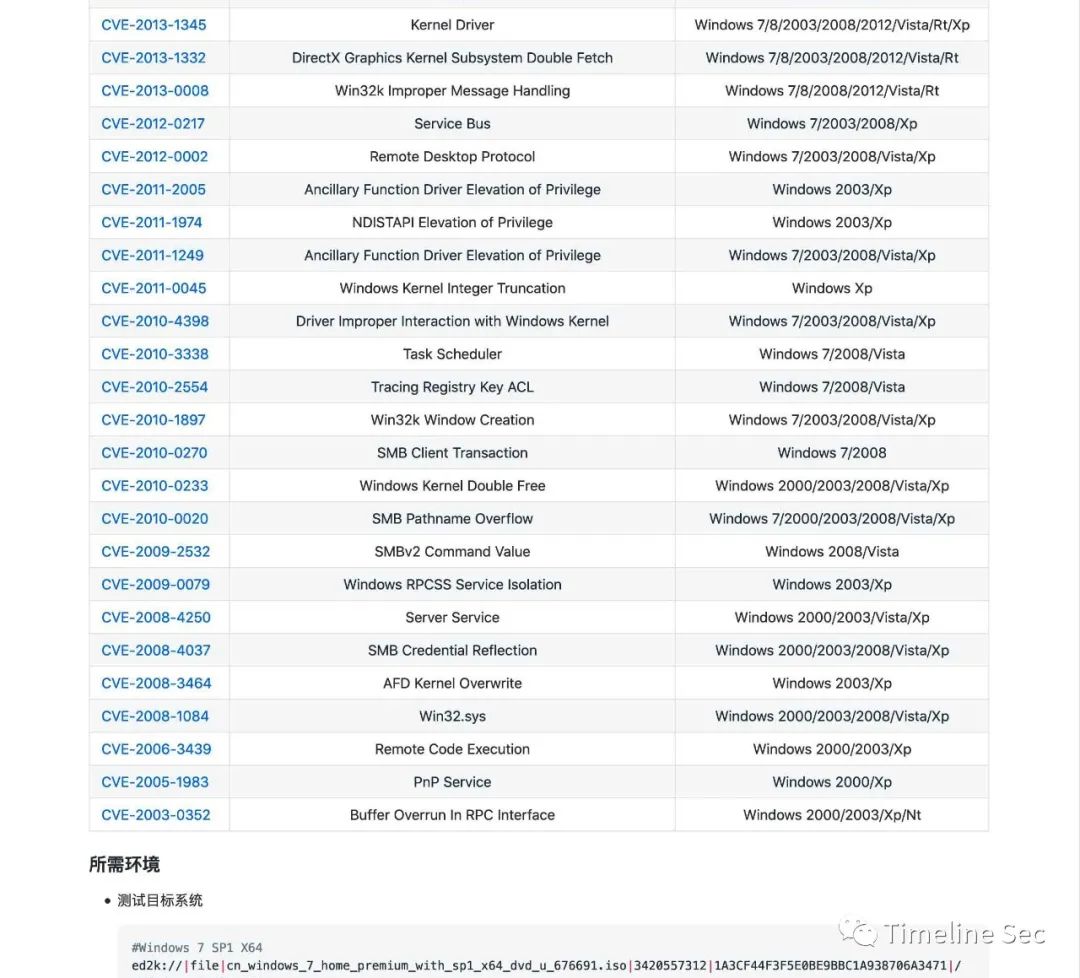 CVE-2013-1345 Kernel Driver Windows 7/8/2003/2008/2012/Vista/Rt/Xp
CVE-2013-1332 DirectX Graphics Kernel Subsystem Double Fetch Windows 7/8/2003/2008/2012/Vista/Rt
CVE-2013-0008 Win32k Improper Message Handling Windows 7/8/2008/2012/Vista/Rt
CVE-2012-0217 Service Bus Windows 7/2003/2008/Xp
CVE-2012-0002 Remote Desktop Protocol Windows 7/2003/2008/Vista/Xp
CVE-2011-2005 Ancillary Function Driver Elevation of Privilege Windows 2003/Xp
CVE-2011-1974 NDISTAPI Elevation of Privilege Windows 2003/Xp
CVE-2011-1249 Ancillary Function Driver Elevation of Privilege Windows 7/2003/2008/Vista/Xp
CVE-2011-0045 Windows Kernel Integer Truncation Windows Xp
CVE-2010-4398 Driver Improper Interaction with Windows Kernel Windows 7/2003/2008/Vista/Xp
CVE-2010-3338 Task Scheduler Windows 7/2008/Vista
CVE-2010-2554 Tracing Registry Key ACL Windows 7/2008/Vista
CVE-2010-1897 Win32k Window Creation Windows 7/2003/2008/Vista/Xp
CVE-2010-0270 SMB Client Transaction Windows 7/2008
CVE-2010-0233 Windows Kernel Double Free Windows 2000/2003/2008/Vista/Xp
CVE-2010-0020 SMB Pathname Overflow Windows 7/2000/2003/2008/Vista/Xp
CVE-2009-2532 SMBv2 Command Value Windows 2008/Vista
CVE-2009-0079 Windows RPCSS Service Isolation Windows 2003/Xp
CVE-2008-4250 Server Service Windows 2000/2003/Vista/Xp
CVE-2008-4037 SMB Credential Reflection Windows 2000/2003/2008/Vista/Xp
CVE-2008-3464 AFD Kernel Overwrite Windows 2003/Xp
CVE-2008-1084 Win32.sys Windows 2000/2003/2008/Vista/Xp
CVE-2006-3439 Remote Code Execution Windows 2000/2003/Xp
CVE-2005-1983 PnP Service Windows 2000/Xp
CVE-2003-0352 Buffer Overrun In RPC Interface Windows 2000/2003/Xp/Nt
所需环境
• 测试目标系统
#Windows 7 SP1 X64
ed2k://|file|cn_windows_7_home_premium_with_sp1_x64_dvd_u_676691.iso|3420557312|1A3CF44F3F5E0BE9BBC1A938706A3471|/
Timeline Sec